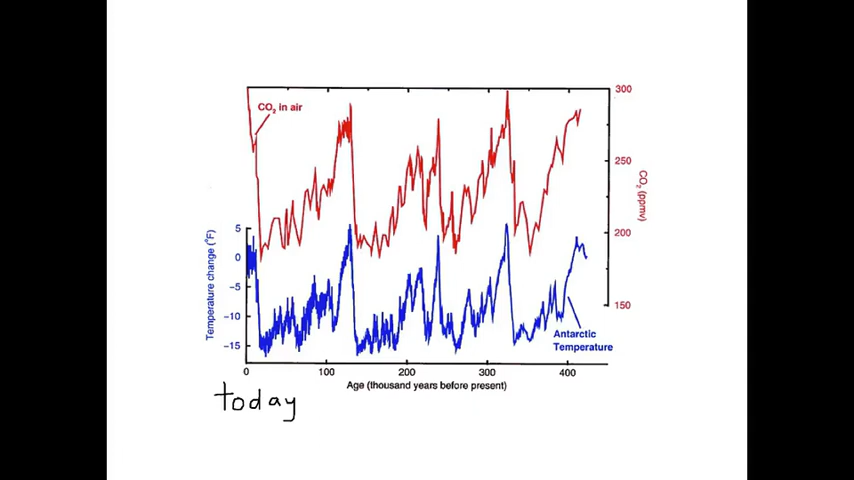 CO2 in air
300
250
200
150
CO2 (ppmv)
5
0
−5
−10
−15
Temperature change (°F)
Antarctic
Temperature
0 100 200 300 400
Age (thousand years before present)
today